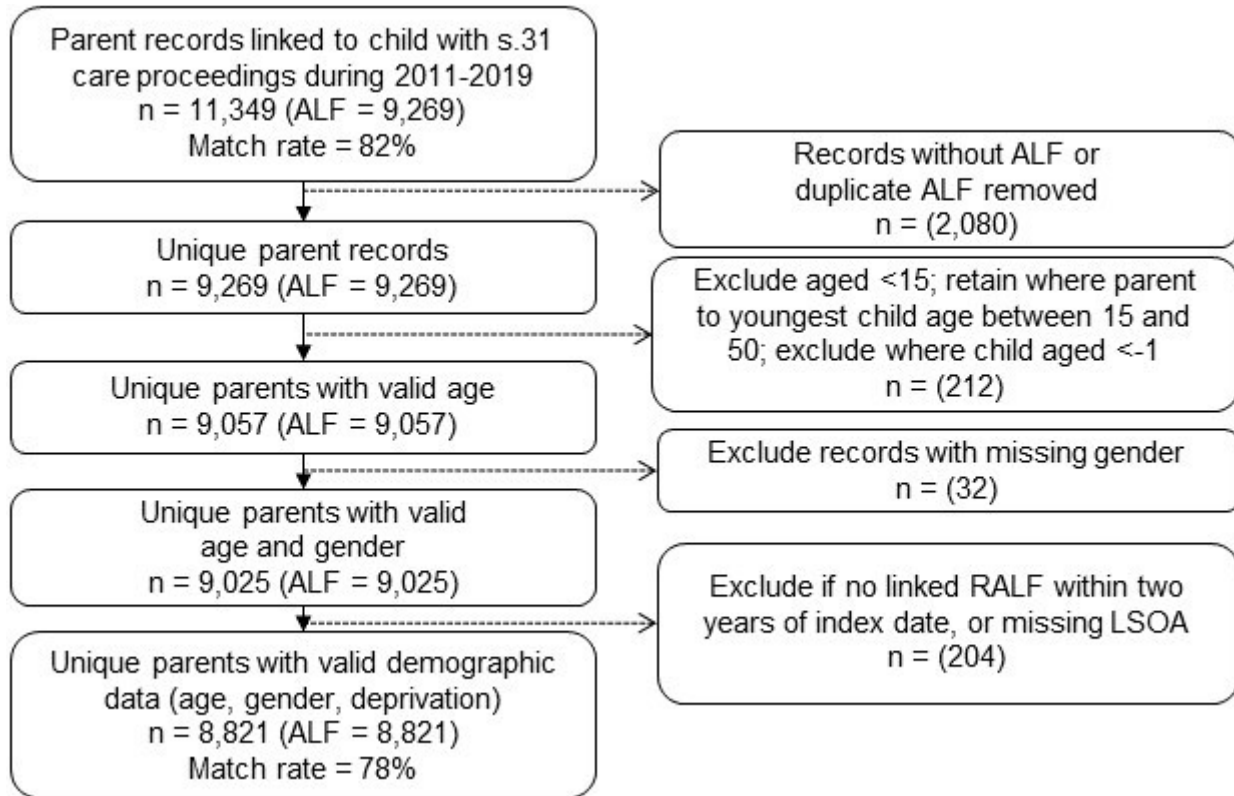 Parent records linked to child with s.31
care proceedings during 2011-2019
n = 11,349 (ALF = 9,269)
Match rate = 82%
Records without ALF or
duplicate ALF removed
n = (2,080)
Unique parent records
n = 9,269 (ALF = 9,269)
Exclude aged <15; retain where parent
to youngest child age between 15 and
50; exclude where child aged <-1
n = (212)
Unique parents with valid age
n = 9,057 (ALF = 9,057)
Exclude records with missing gender
n = (32)
Unique parents with valid
age and gender
n = 9,025 (ALF = 9,025)
Exclude if no linked RALF within two
years of index date, or missing LSOA
n = (204)
Unique parents with valid demographic
data (age, gender, deprivation)
n = 8,821 (ALF = 8,821)
Match rate = 78%